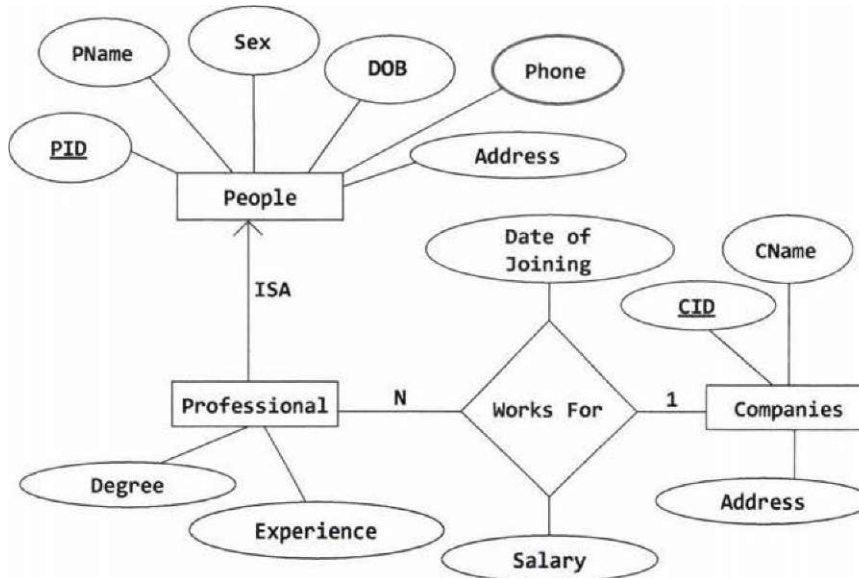 Sex
PName
DOB
Phone
PID
Address
People
Date of
Joining
CName
ISA
CID
Professional
N
Works For
1
Companies
Degree
Address
Experience
Salary